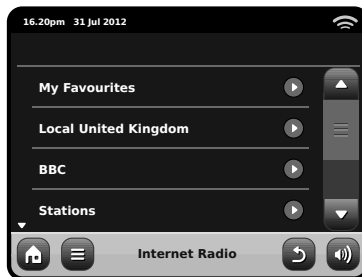 16.20pm 31 Jul 2012
My Favourites
Local United Kingdom
BBC
Stations
Internet Radio